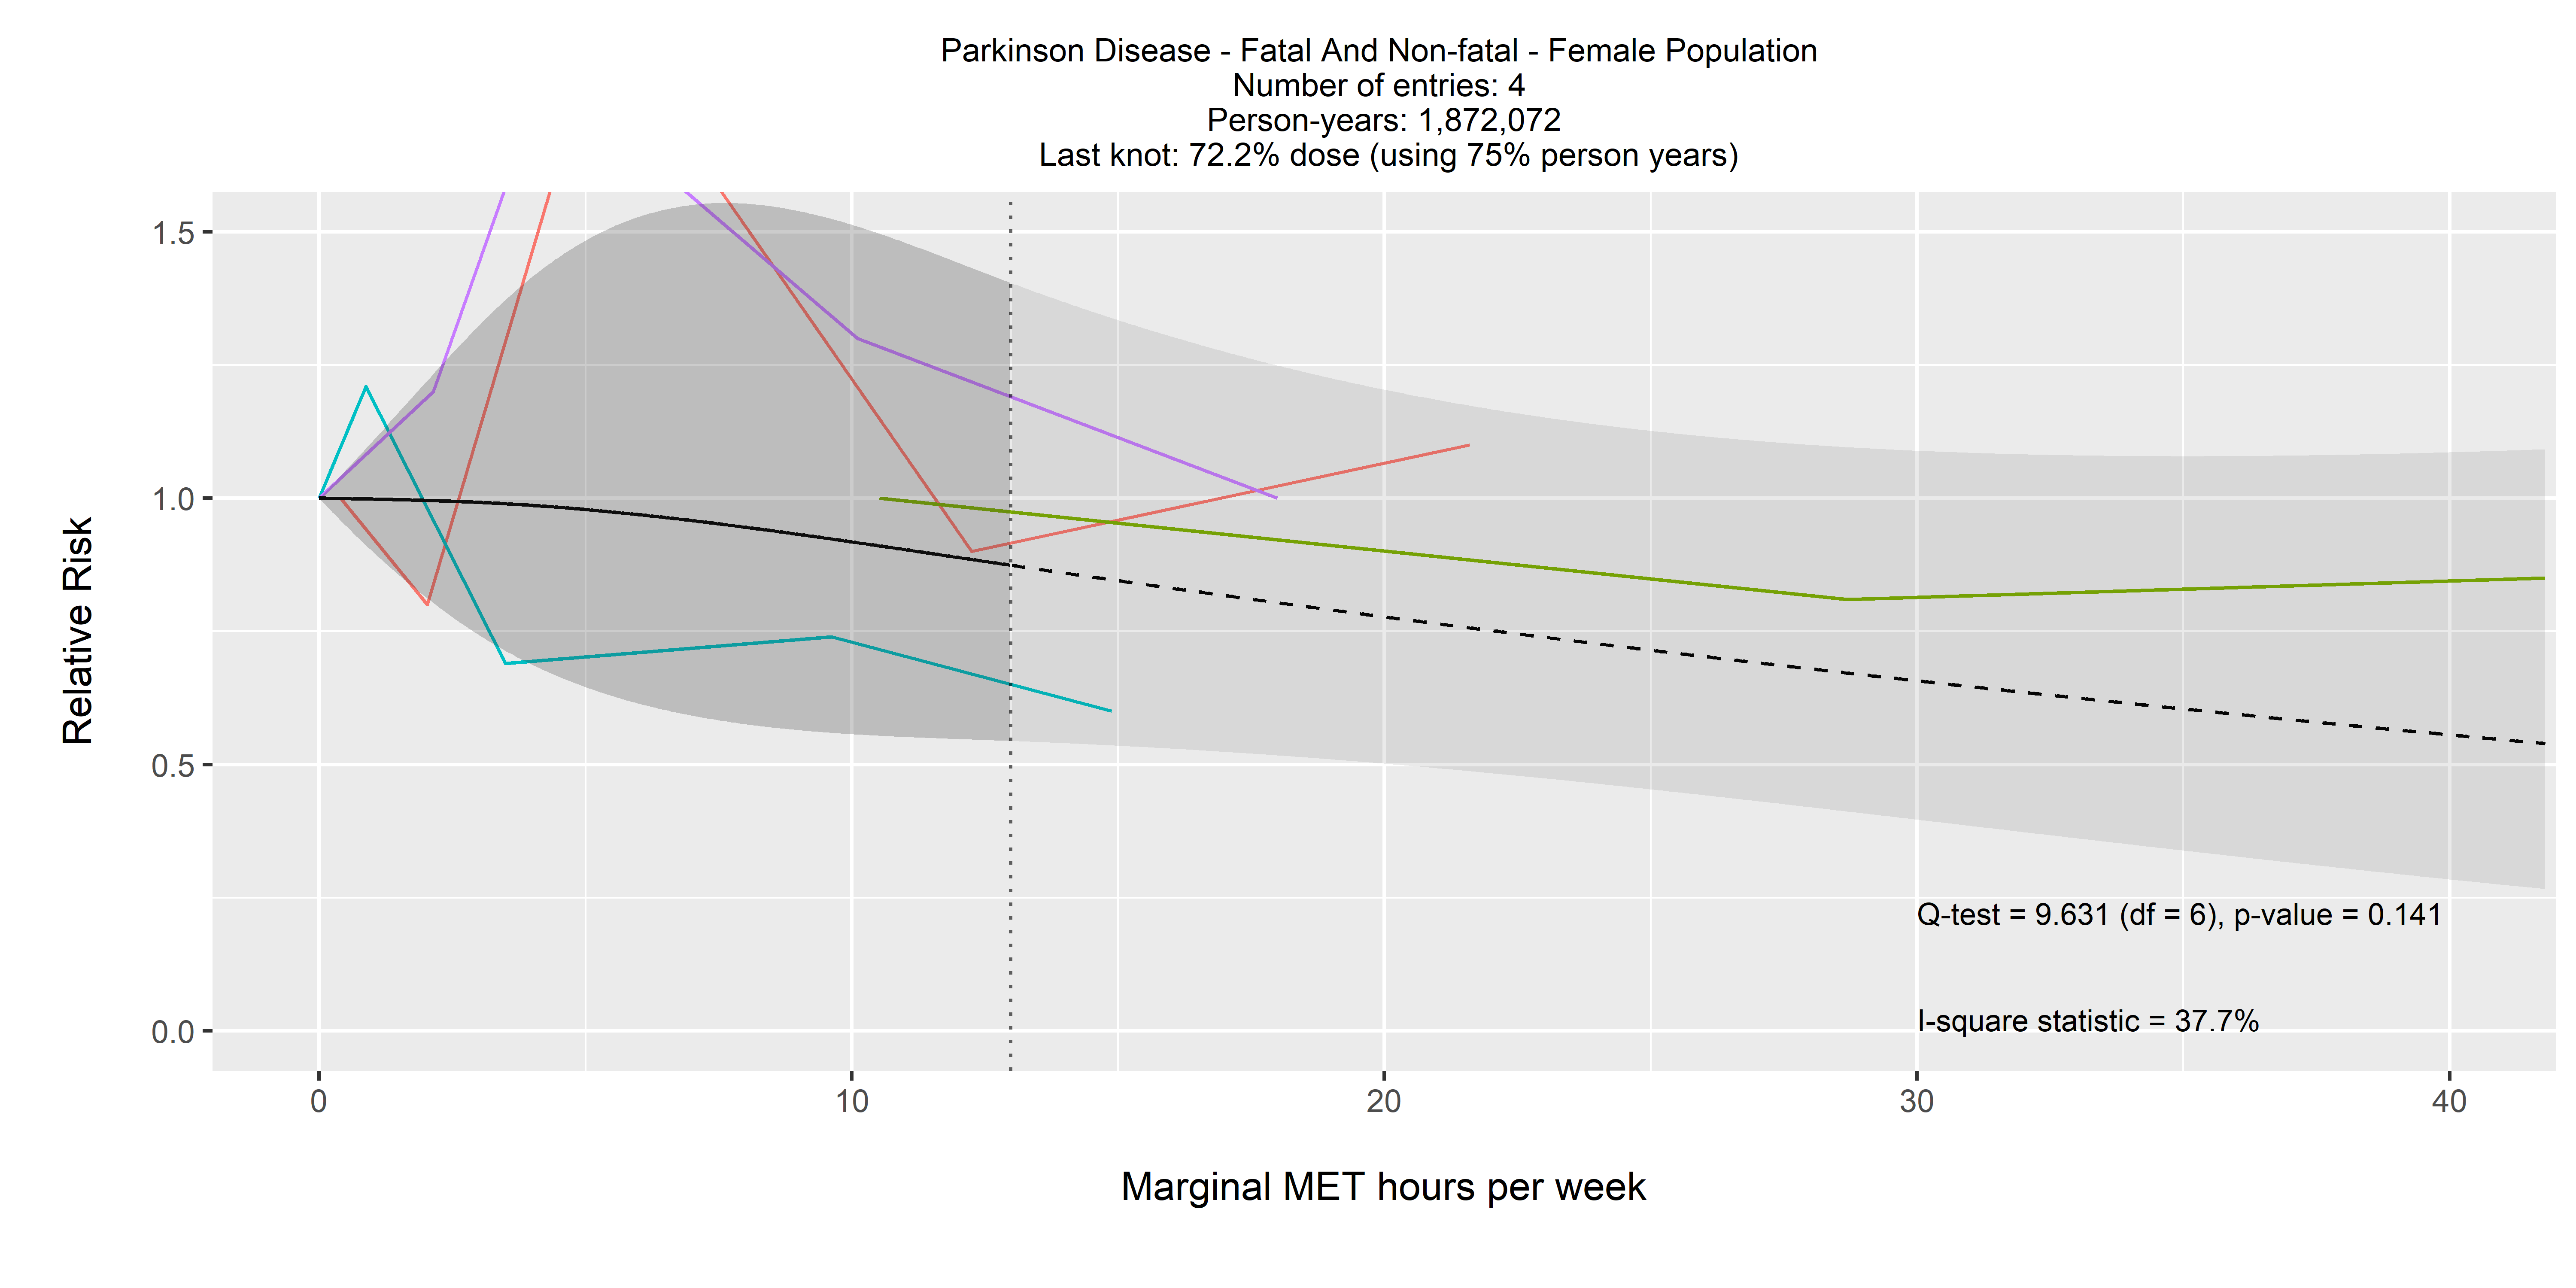 Parkinson Disease - Fatal And Non-fatal - Female Population
Number of entries: 4
Person-years: 1,872,072
Last knot: 72.2% dose (using 75% person years)
1.5
1.0
0.5
0.0
Relative Risk
Q-test = 9.631 (df = 6), p-value = 0.141
I-square statistic = 37.7%
0 10 20 30 40
Marginal MET hours per week